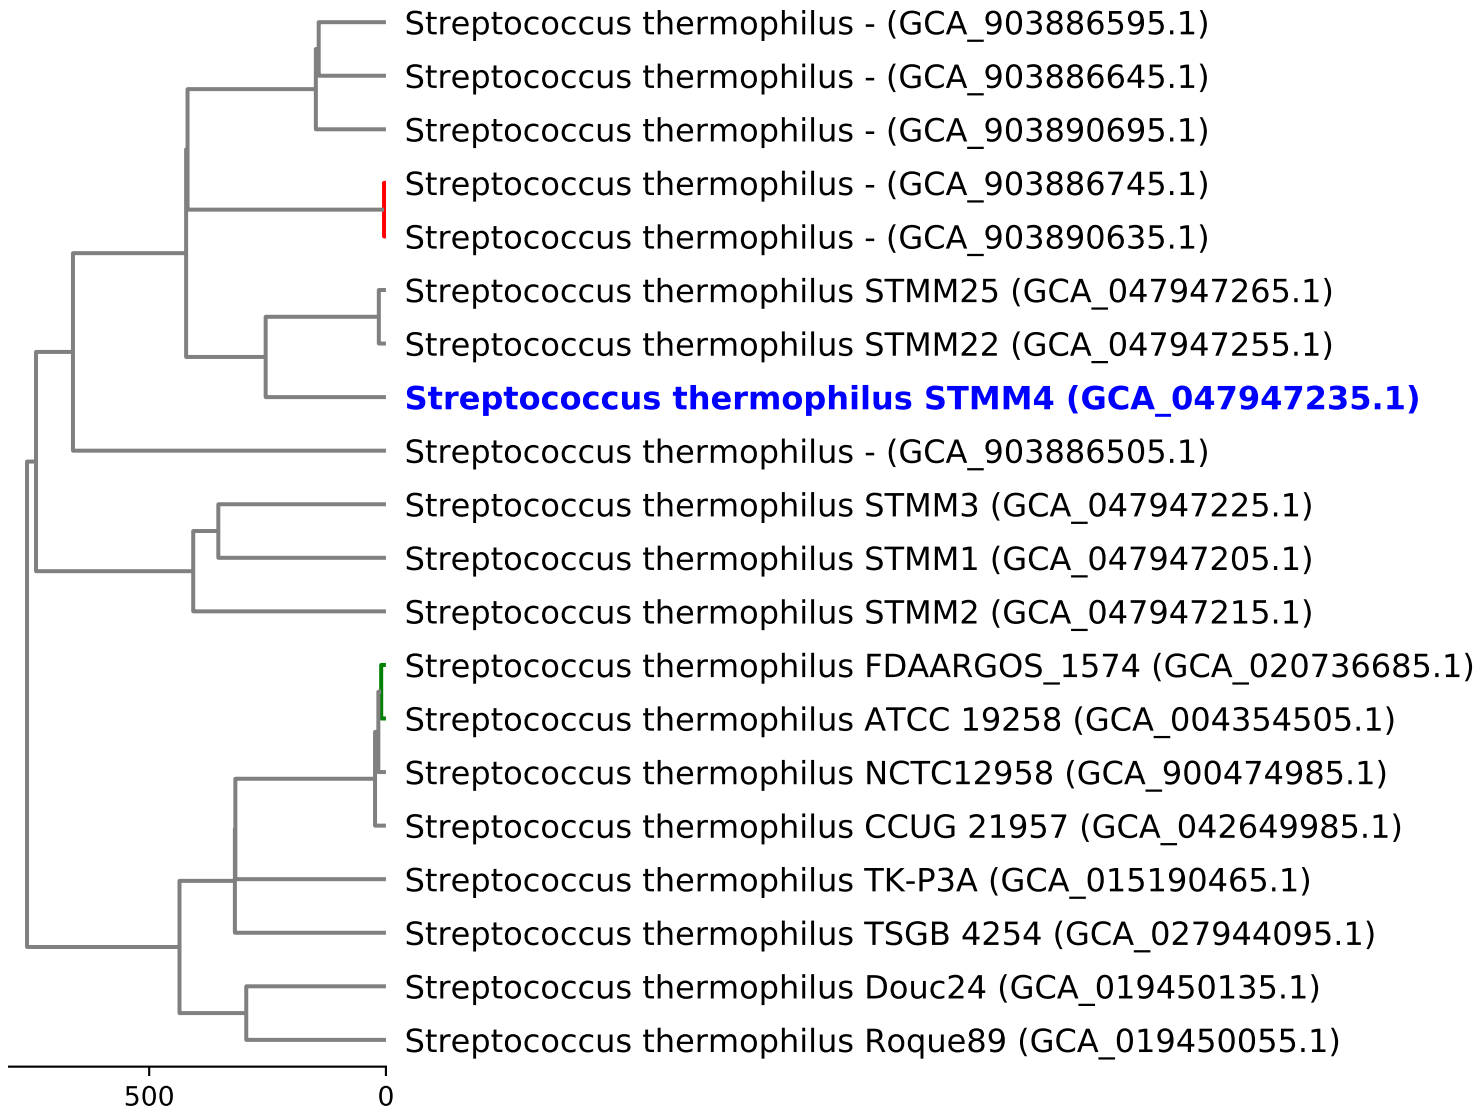 Streptococcus thermophilus - (GCA_903886595.1)
Streptococcus thermophilus - (GCA_903886645.1)
Streptococcus thermophilus - (GCA_903890695.1)
Streptococcus thermophilus - (GCA_903886745.1)
Streptococcus thermophilus - (GCA_903890635.1)
Streptococcus thermophilus STMM25 (GCA_047947265.1)
Streptococcus thermophilus STMM22 (GCA_047947255.1)
Streptococcus thermophilus STMM4 (GCA_047947235.1)
Streptococcus thermophilus - (GCA_903886505.1)
Streptococcus thermophilus STMM3 (GCA_047947225.1)
Streptococcus thermophilus STMM1 (GCA_047947205.1)
Streptococcus thermophilus STMM2 (GCA_047947215.1)
Streptococcus thermophilus FDAARGOS_1574 (GCA_020736685.1)
Streptococcus thermophilus ATCC 19258 (GCA_004354505.1)
Streptococcus thermophilus NCTC12958 (GCA_900474985.1)
Streptococcus thermophilus CCUG 21957 (GCA_042649985.1)
Streptococcus thermophilus TK-P3A (GCA_015190465.1)
Streptococcus thermophilus TSGB 4254 (GCA_027944095.1)
Streptococcus thermophilus Douc24 (GCA_019450135.1)
Streptococcus thermophilus Roque89 (GCA_019450055.1)
500 0